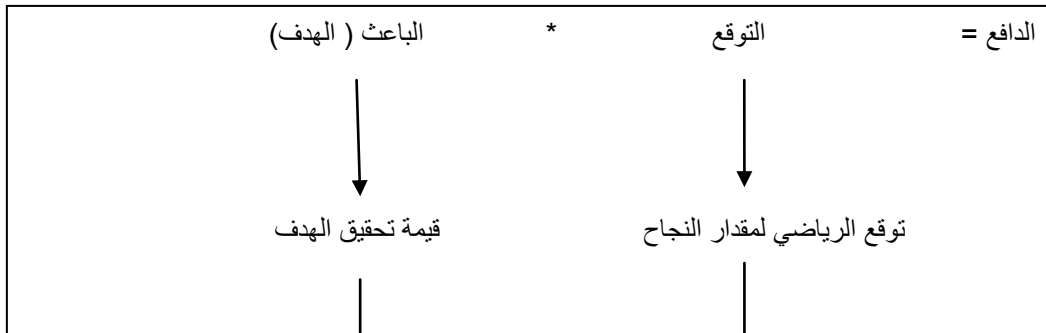 الدافع = التوقع * الباعث ( الهدف)
توقع الرياضي لمقدار النجاح قيمة تحقيق الهدف